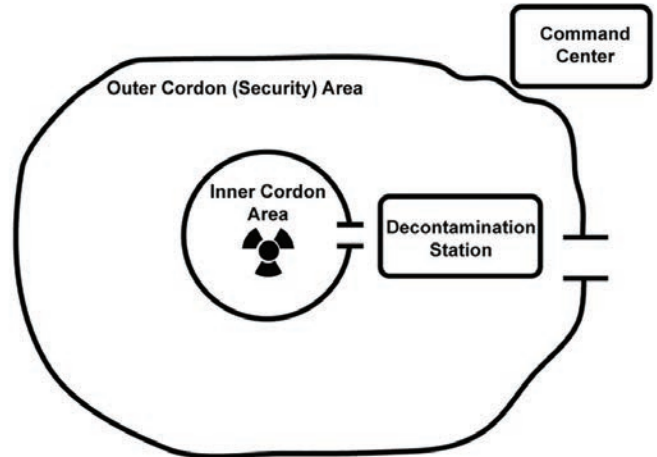 Command
Center
Outer Cordon (Security) Area
Inner Cordon
Area
Decontamination
Station